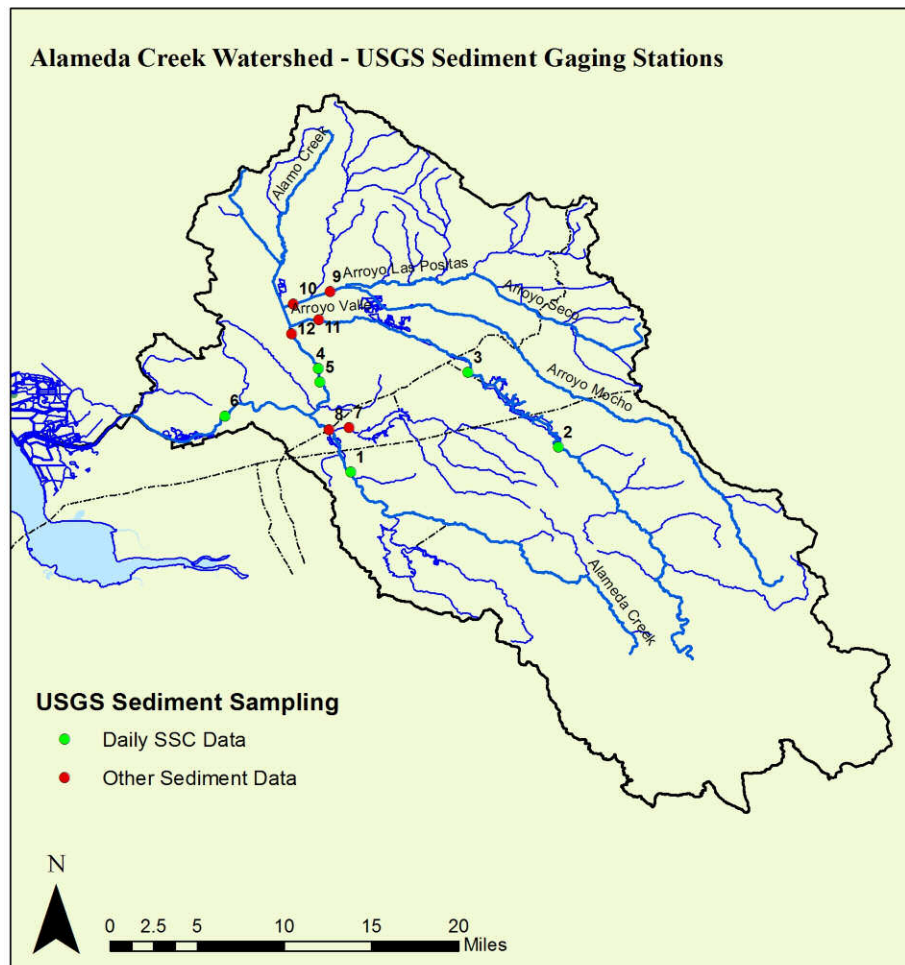 Alameda Creek Watershed - USGS Sediment Gaging Stations
Alamo Creek
9
Arroyo Las Positas
10
Arroyo Valle
Arroyo Seco
12
11
4
3
5
Arroyo Mocho
6
8
7
2
1
Alameda Creek
USGS Sediment Sampling
Daily SSC Data
Other Sediment Data
N
0 2.5 5 10 15 20
Miles